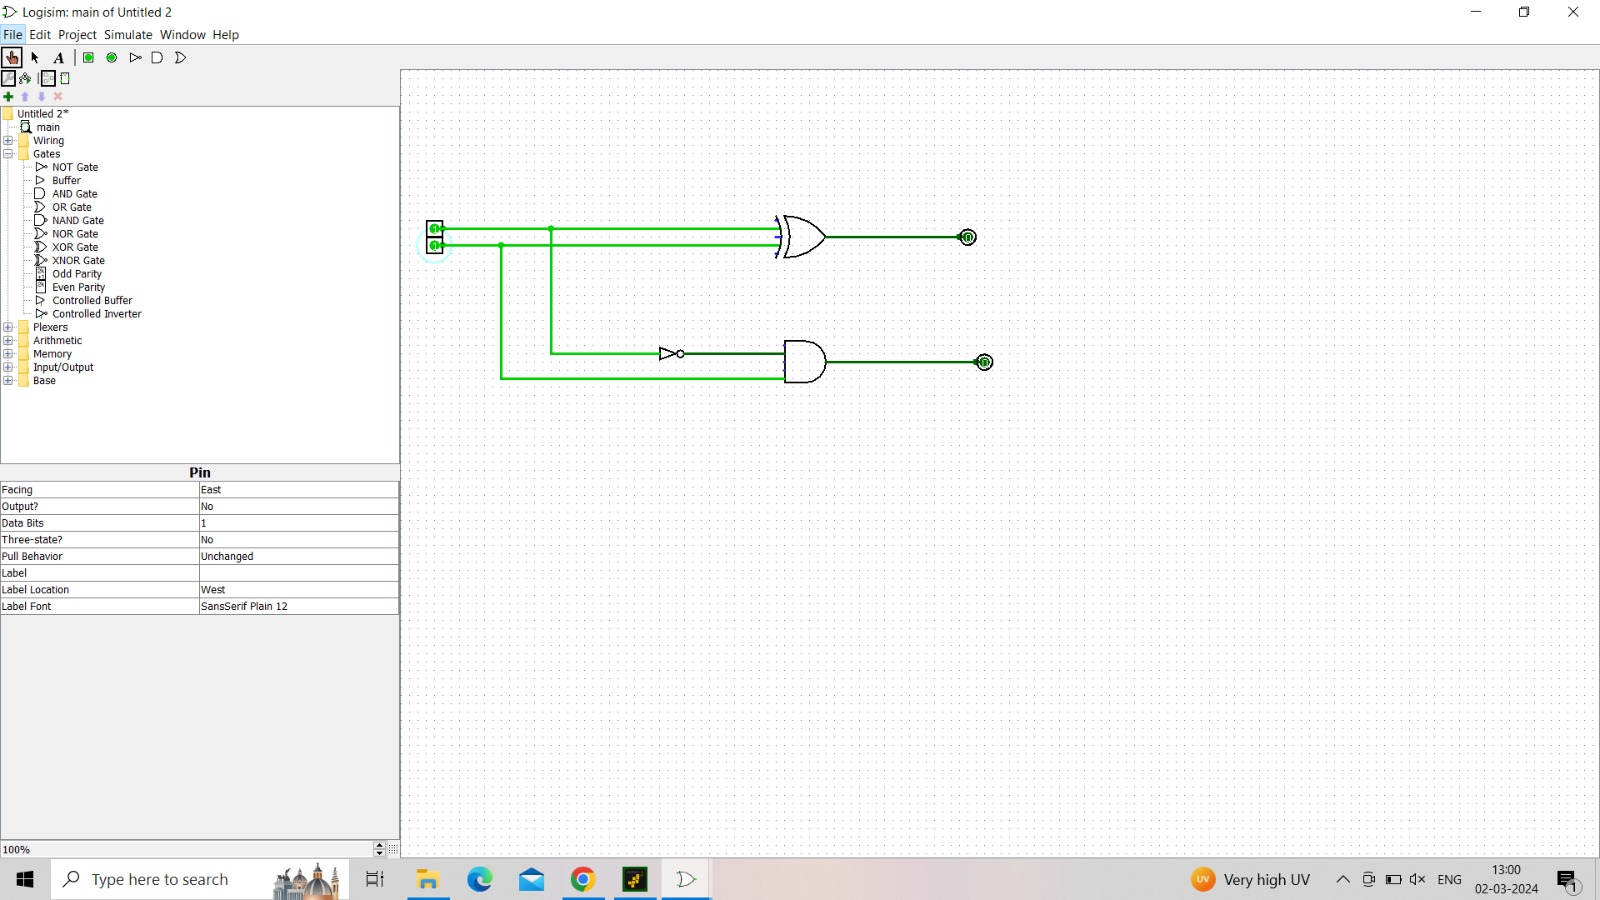 Logisim: main of Untitled 2
File Edit Project Simulate Window Help
A
Untitled 2*
main
Wiring
Gates
NOT Gate
Buffer
AND Gate
OR Gate
NAND Gate
NOR Gate
XOR Gate
XNOR Gate
Odd Parity
Even Parity
Controlled Buffer
Controlled Inverter
Plexers
Arithmetic
Memory
Input/Output
Base
Pin
Facing East
Output? No
Data Bits 1
Three-state? No
Pull Behavior Unchanged
Label
Label Location West
Label Font SansSerif Plain 12
100%
Type here to search
UV Very high UV
ENG
13:00
02-03-2024
1